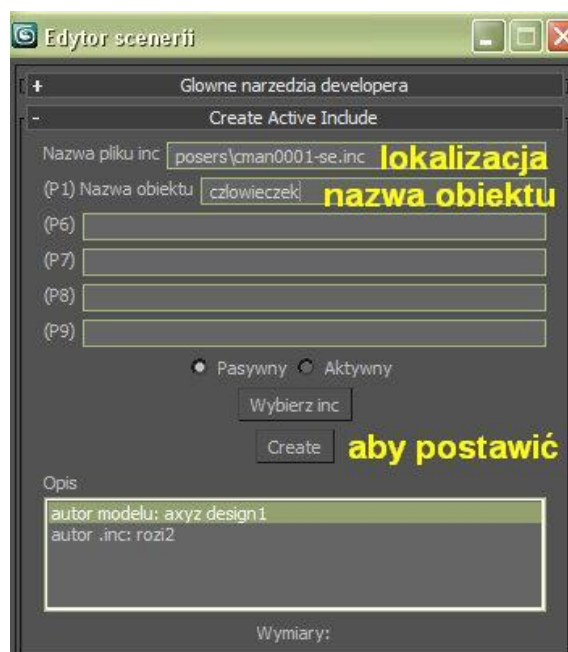 Edytor scenerii
+ Glowne narzedzia developera
- Create Active Include
Nazwa pliku inc posers\cman0001-se.inc lokalizacja
(P1) Nazwa obiektu czlowieczek nazwa obiektu
(P6)
(P7)
(P8)
(P9)
Pasywny Aktywny
Wybierz inc
Create aby postawić
Opis
autor modelu: axyz design1
autor .inc: rozi2
Wymiary: